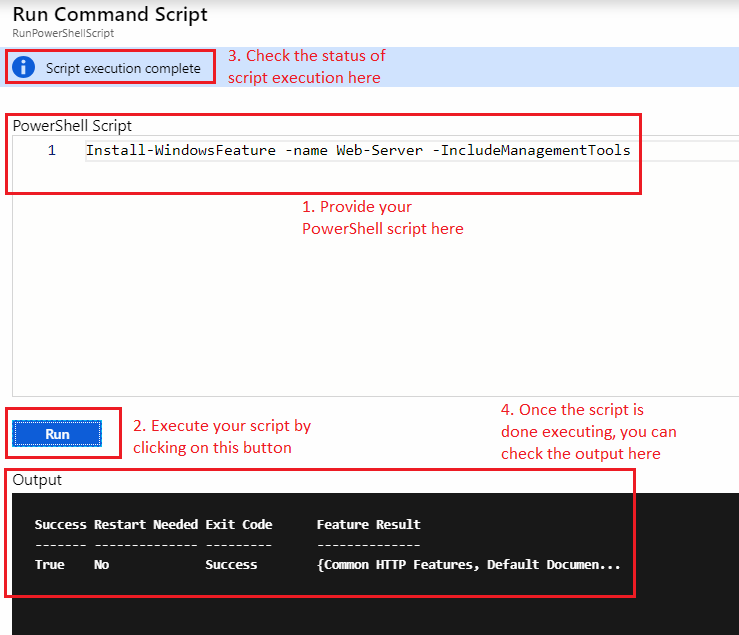 Run Command Script
RunPowerShellScript
Script execution complete
3. Check the status of
script execution here
PowerShell Script
1 Install-WindowsFeature -name Web-Server -IncludeManagementTools
1. Provide your
PowerShell script here
Run
2. Execute your script by
clicking on this button
4. Once the script is
done executing, you can
check the output here
Output
Success Restart Needed Exit Code Feature Result
------- -------------- --------- --------------
True No Success {Common HTTP Features, Default Documen...